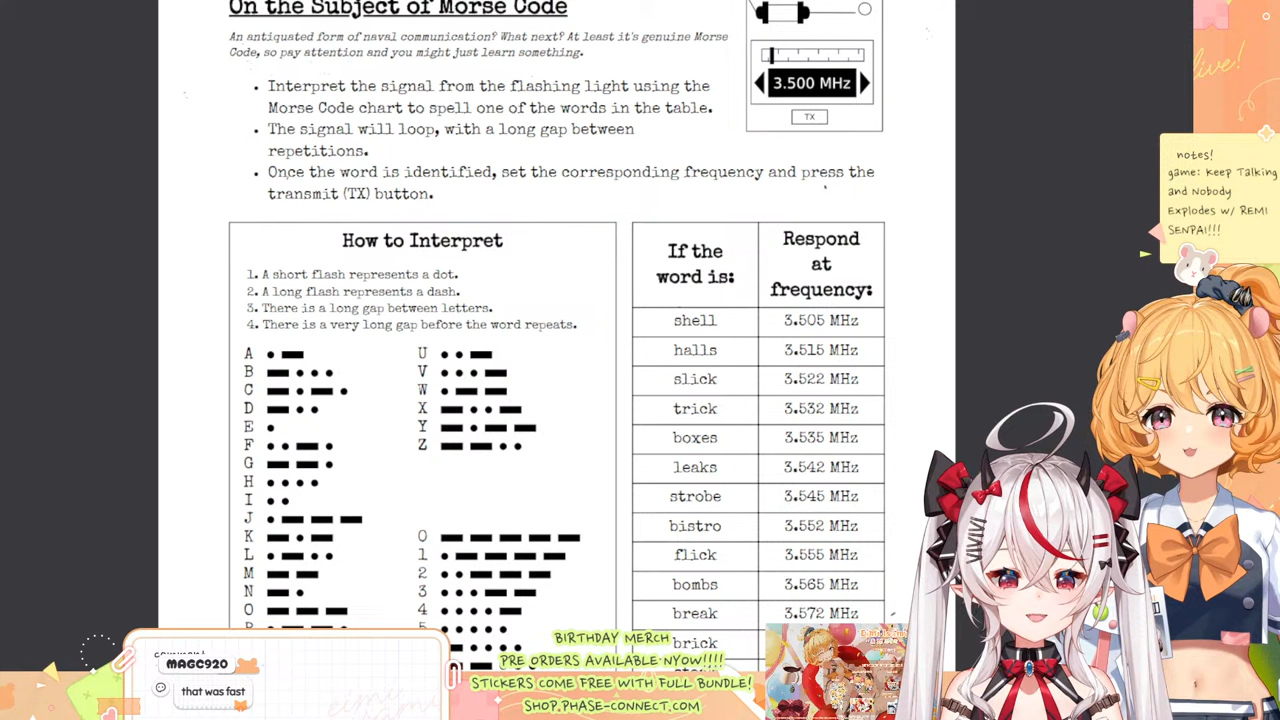 On the Subject of Morse Code
An antiquated form of naval communication? What next? At least it's genuine Morse
Code, so pay attention and you might just learn something.
• Interpret the signal from the flashing light using the
Morse Code chart to spell one of the words in the table.
• The signal will loop, with a long gap between
repetitions.
• Once the word is identified, set the corresponding frequency and press the
transmit (TX) button.
3.500 MHz
TX
How to Interpret
1. A short flash represents a dot.
2. A long flash represents a dash.
3. There is a long gap between letters.
4. There is a very long gap before the word repeats.
A
B
C
D
E
F
G
H
I
J
K
L
M
N
O
U
V
W
X
Y
Z
0
1
2
3
4
5
If the word is: Respond at frequency:
shell 3.505 MHz
halls 3.515 MHz
slick 3.522 MHz
trick 3.532 MHz
boxes 3.535 MHz
leaks 3.542 MHz
strobe 3.545 MHz
bistro 3.552 MHz
flick 3.555 MHz
bombs 3.565 MHz
break 3.572 MHz
brick
live!
notes!
game: Keep Talking
and Nobody
Explodes w/ REMI
SENPAI!!!
MAGC920
that was fast
BIRTHDAY MERCH
PRE ORDERS AVAILABLE NYOW!!!!
STICKERS COME FREE WITH FULL BUNDLE!
SHOP.PHASE-CONNECT.COM